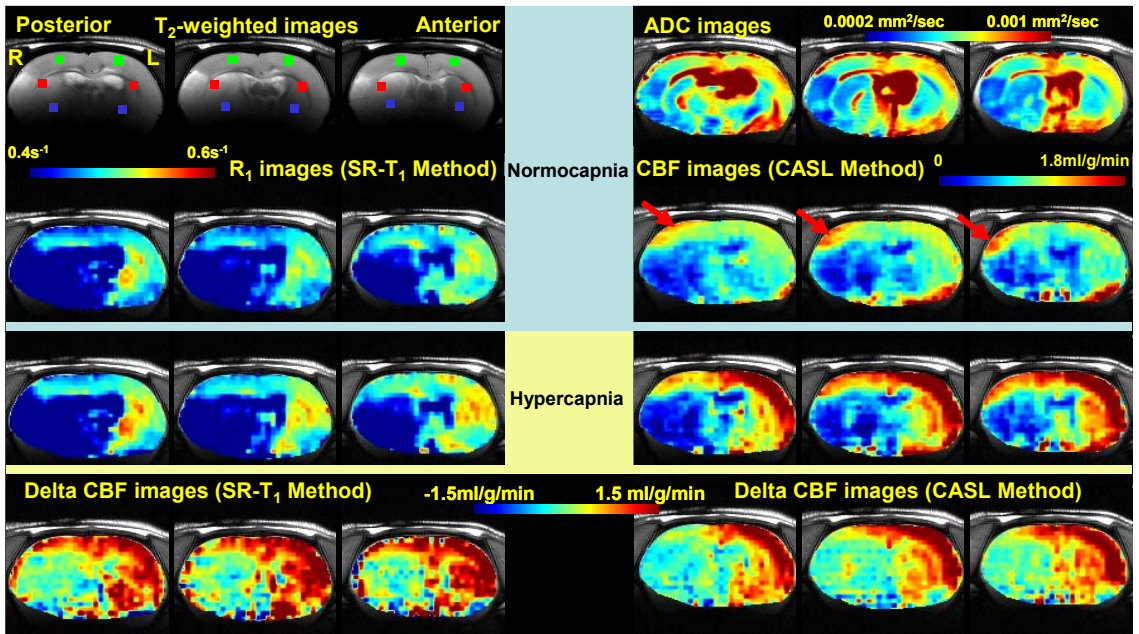 Posterior T₂-weighted images Anterior
R L
ADC images 0.0002 mm²/sec 0.001 mm²/sec
0.4s⁻¹ 0.6s⁻¹
R₁ images (SR-T₁ Method)
Normocapnia
CBF images (CASL Method) 0 1.8ml/g/min
Hypercapnia
Delta CBF images (SR-T₁ Method) -1.5ml/g/min 1.5 ml/g/min Delta CBF images (CASL Method)